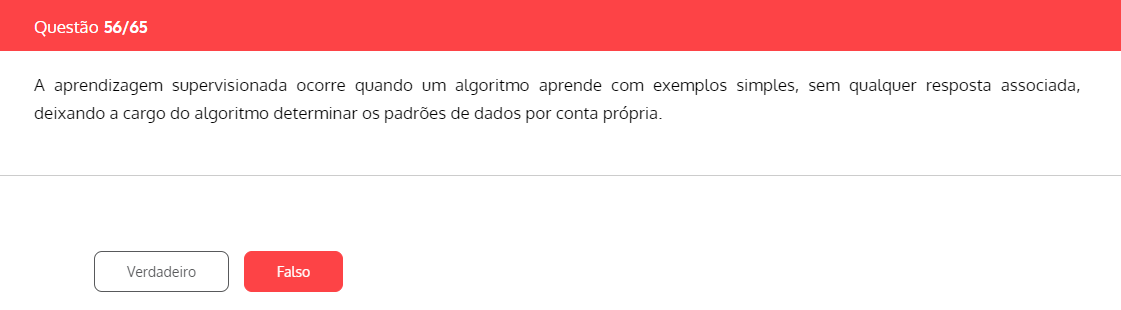 Questão 56/65
A aprendizagem supervisionada ocorre quando um algoritmo aprende com exemplos simples, sem qualquer resposta associada,
deixando a cargo do algoritmo determinar os padrões de dados por conta própria.
Verdadeiro Falso